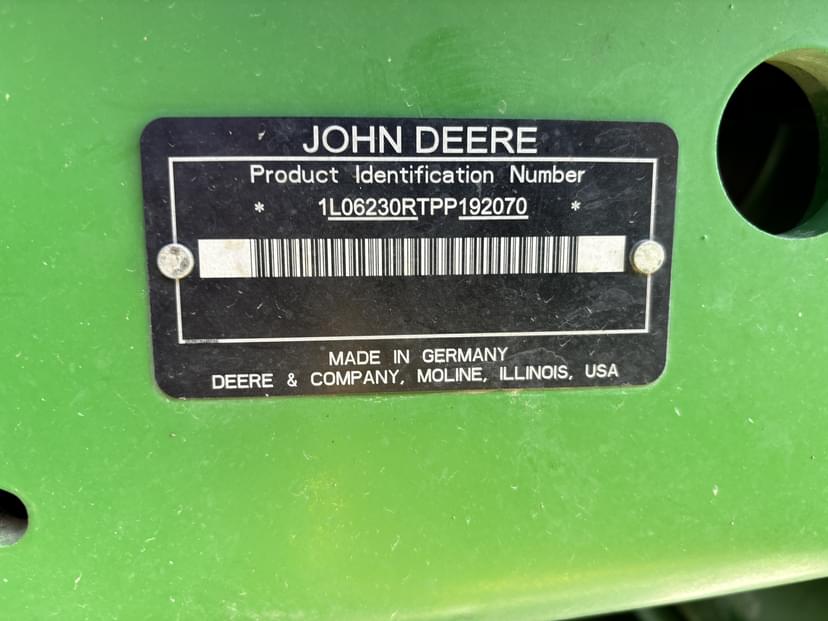 JOHN DEERE
Product Identification Number
* 1L06230RTPP192070 *
MADE IN GERMANY
DEERE & COMPANY, MOLINE, ILLINOIS, USA